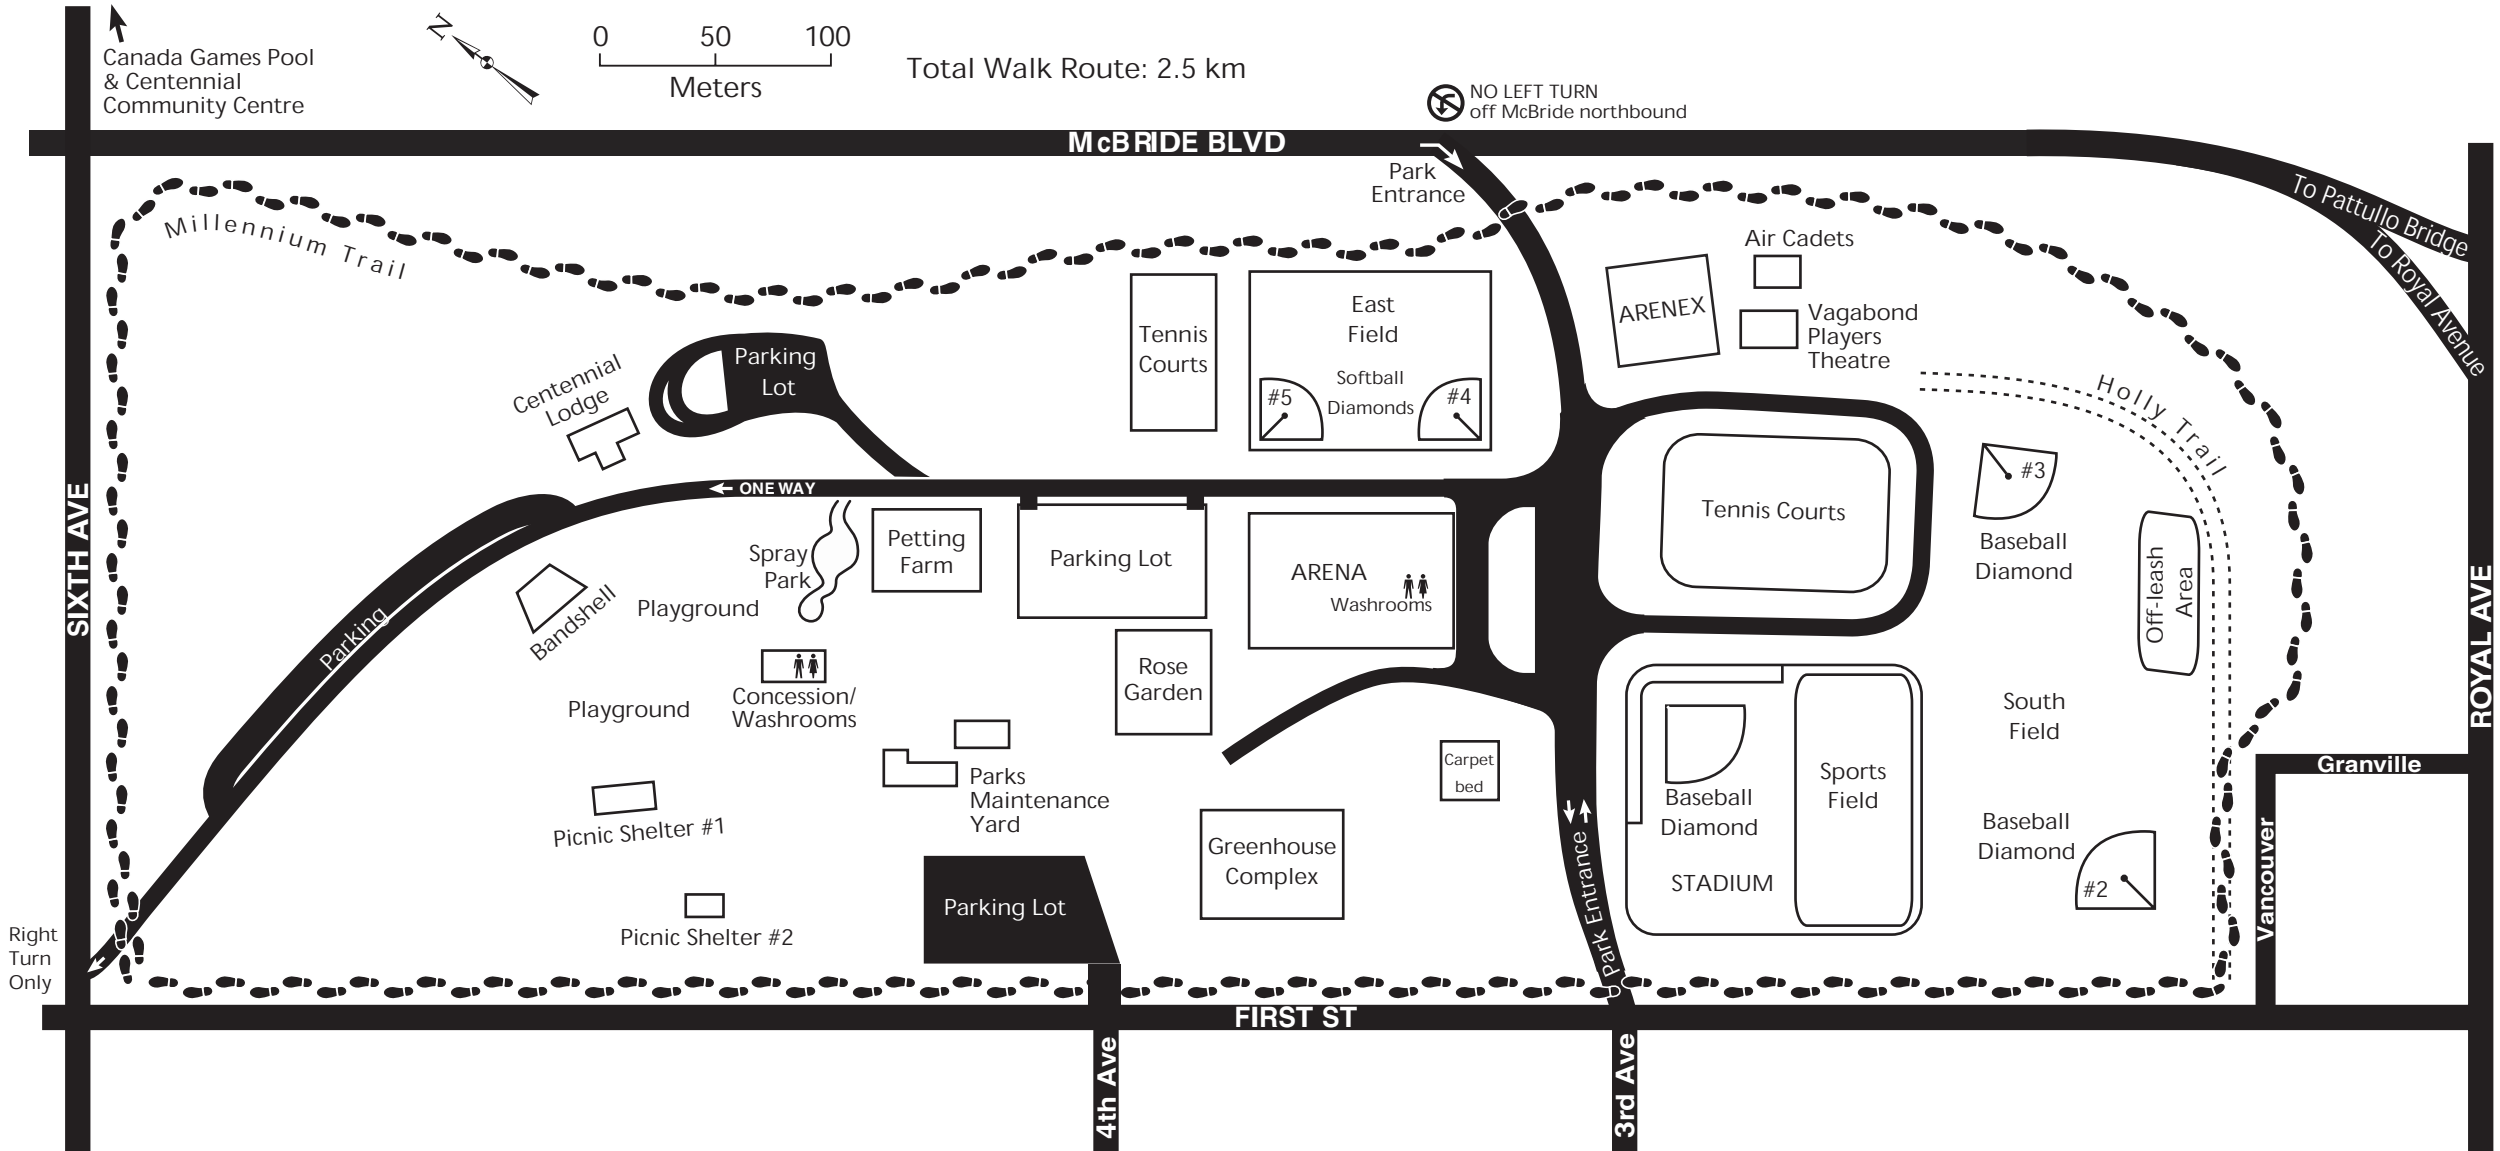 Canada Games Pool
& Centennial
Community Centre
N
0 50 100
Meters
Total Walk Route: 2.5 km
NO LEFT TURN
off McBride northbound
McBRIDE BLVD
Park
Entrance
To Pattullo Bridge
To Royal Avenue
Millennium Trail
Air Cadets
ARENEX
Vagabond
Players
Theatre
Tennis
Courts
East
Field
Softball
Diamonds
#5
#4
Parking
Lot
Centennial
Lodge
Holly Trail
ONE WAY
SIXTH AVE
Tennis Courts
#3
Baseball
Diamond
Off-leash
Area
ROYAL AVE
Spray
Park
Petting
Farm
Parking Lot
ARENA
Washrooms
Playground
Bandshell
Parking
Rose
Garden
Concession/
Washrooms
Playground
South
Field
Granville
Carpet
bed
Parks
Maintenance
Yard
Picnic Shelter #1
Baseball
Diamond
Sports
Field
STADIUM
Baseball
Diamond
#2
Vancouver
Greenhouse
Complex
Park Entrance
Parking Lot
Picnic Shelter #2
Right
Turn
Only
FIRST ST
4th Ave
3rd Ave